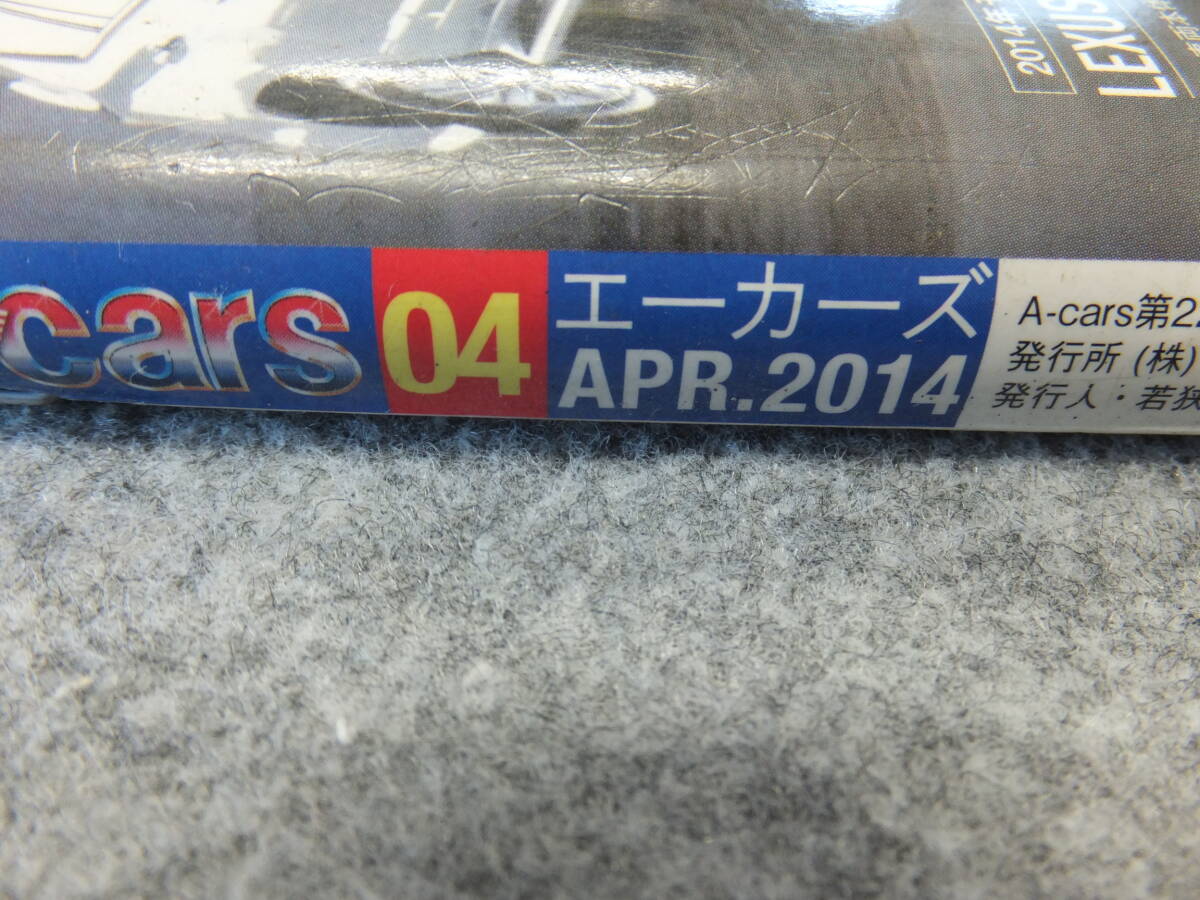 2014年
LEXUS
cars
04
エーカーズ
APR.2014
A-cars第2
発行所 (株)
発行人・若狭